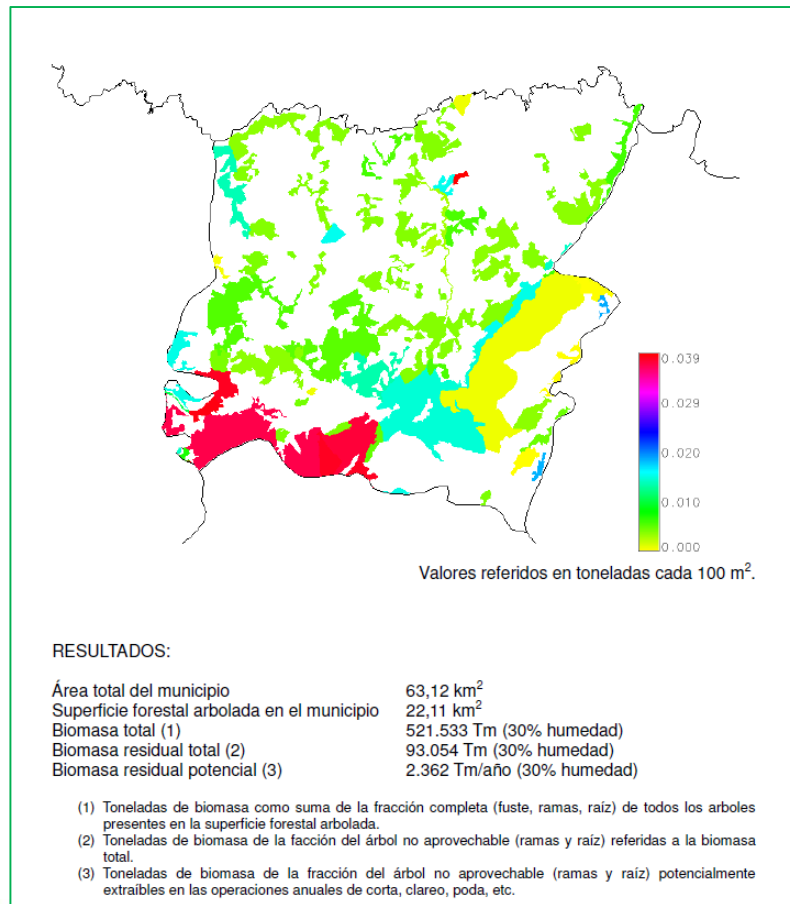 0.039
0.029
0.020
0.010
0.000
Valores referidos en toneladas cada 100 m².
RESULTADOS:
Área total del municipio 63,12 km²
Superficie forestal arbolada en el municipio 22,11 km²
Biomasa total (1) 521.533 Tm (30% humedad)
Biomasa residual total (2) 93.054 Tm (30% humedad)
Biomasa residual potencial (3) 2.362 Tm/año (30% humedad)
(1) Toneladas de biomasa como suma de la fracción completa (fuste, ramas, raíz) de todos los arboles
presentes en la superficie forestal arbolada.
(2) Toneladas de biomasa de la facción del árbol no aprovechable (ramas y raíz) referidas a la biomasa
total.
(3) Toneladas de biomasa de la fracción del árbol no aprovechable (ramas y raíz) potencialmente
extraíbles en las operaciones anuales de corta, clareo, poda, etc.